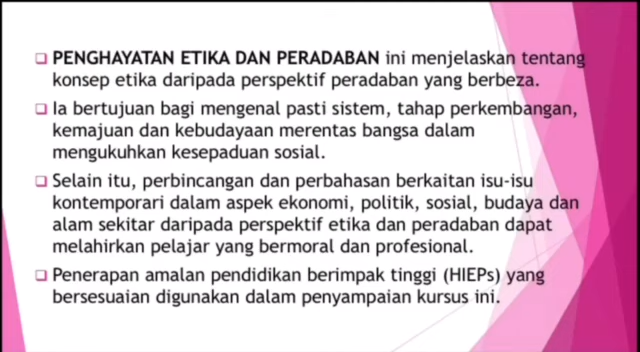 PENGHAYATAN ETIKA DAN PERADABAN ini menjelaskan tentang
konsep etika daripada perspektif peradaban yang berbeza.
Ia bertujuan bagi mengenal pasti sistem, tahap perkembangan,
kemajuan dan kebudayaan merentas bangsa dalam
mengukuhkan kesepaduan sosial.
Selain itu, perbincangan dan perbahasan berkaitan isu-isu
kontemporari dalam aspek ekonomi, politik, sosial, budaya dan
alam sekitar daripada perspektif etika dan peradaban dapat
melahirkan pelajar yang bermoral dan profesional.
Penerapan amalan pendidikan berimpak tinggi (HIEPs) yang
bersesuaian digunakan dalam penyampaian kursus ini.